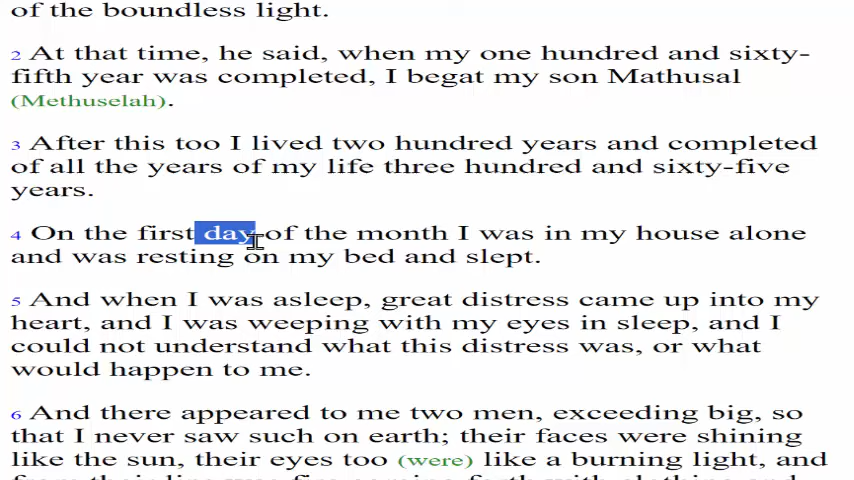 of the boundless light.
2 At that time, he said, when my one hundred and sixty-
fifth year was completed, I begat my son Mathusal
(Methuselah).
3 After this too I lived two hundred years and completed
of all the years of my life three hundred and sixty-five
years.
4 On the first day of the month I was in my house alone
and was resting on my bed and slept.
5 And when I was asleep, great distress came up into my
heart, and I was weeping with my eyes in sleep, and I
could not understand what this distress was, or what
would happen to me.
6 And there appeared to me two men, exceeding big, so
that I never saw such on earth; their faces were shining
like the sun, their eyes too (were) like a burning light, and